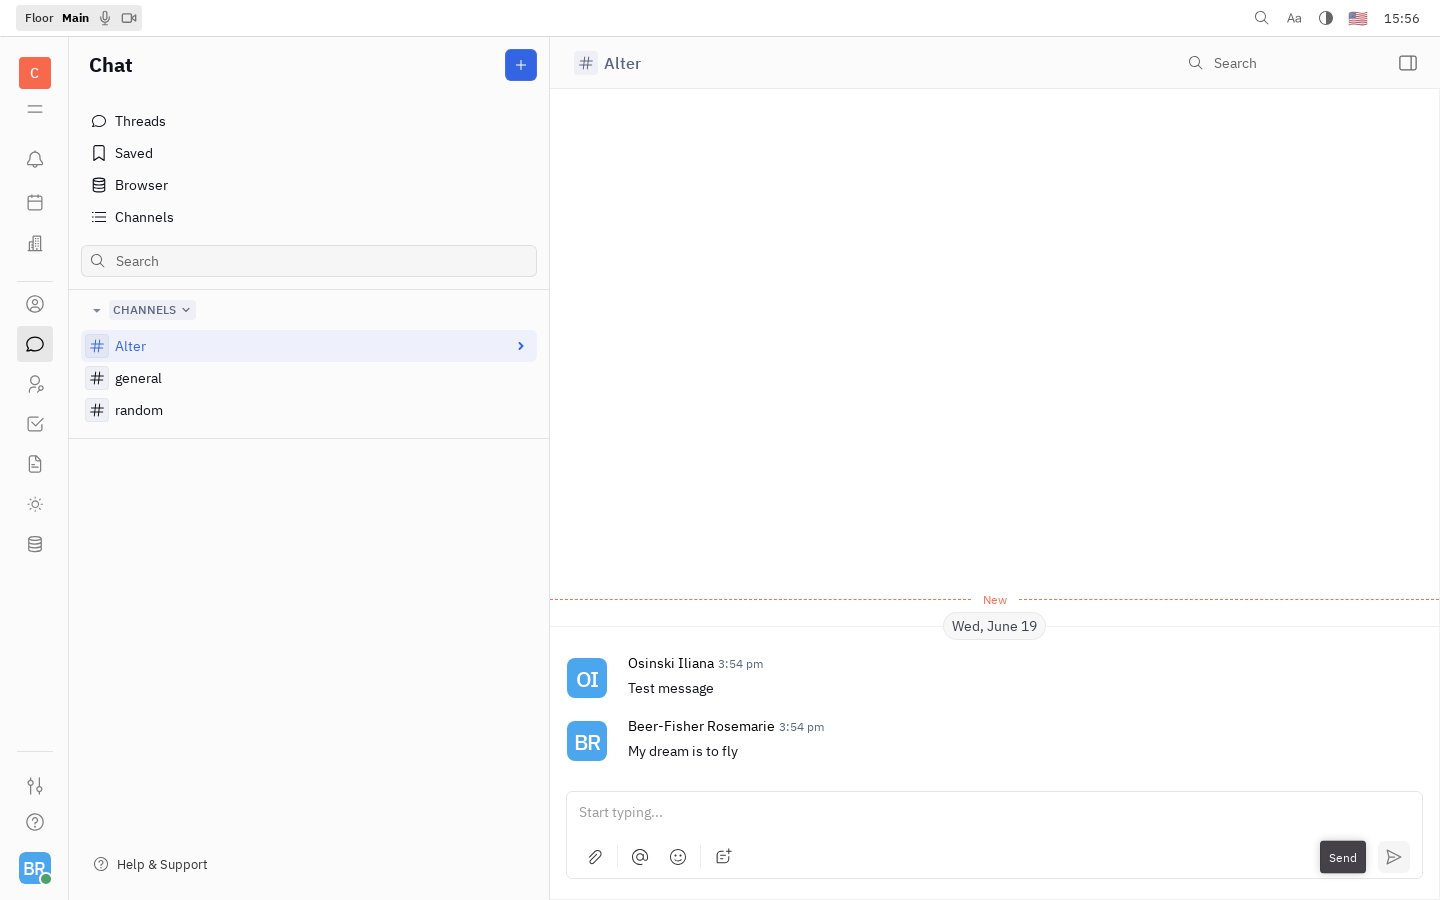 Floor Main
Aa
15:56
C
Chat
Threads
Saved
Browser
Channels
Search
CHANNELS
Alter
general
random
Help & Support
BR
Alter
Search
New
Wed, June 19
OI
Osinski Iliana 3:54 pm
Test message
BR
Beer-Fisher Rosemarie 3:54 pm
My dream is to fly
Start typing...
Send